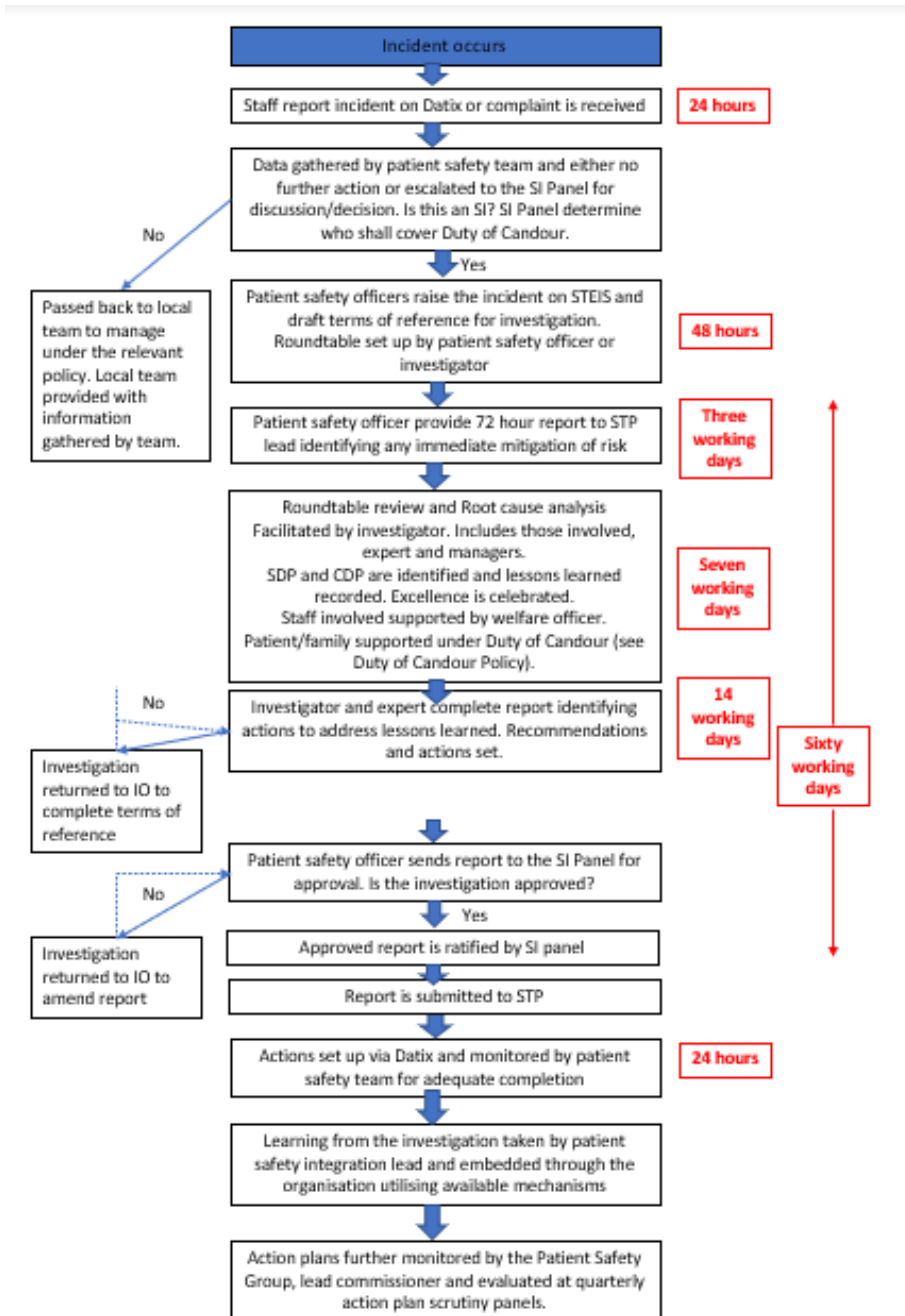 Incident occurs
Staff report incident on Datix or complaint is received
24 hours
Data gathered by patient safety team and either no
further action or escalated to the SI Panel for
discussion/decision. Is this an SI? SI Panel determine
who shall cover Duty of Candour.
No
Yes
Passed back to local
team to manage
under the relevant
policy. Local team
provided with
information
gathered by team.
Patient safety officers raise the incident on STEIS and
draft terms of reference for investigation.
Roundtable set up by patient safety officer or
investigator
48 hours
Patient safety officer provide 72 hour report to STP
lead identifying any immediate mitigation of risk
Three
working
days
Roundtable review and Root cause analysis
Facilitated by investigator. Includes those involved,
expert and managers.
SDP and CDP are identified and lessons learned
recorded. Excellence is celebrated.
Staff involved supported by welfare officer.
Patient/family supported under Duty of Candour (see
Duty of Candour Policy).
Seven
working
days
No
Investigator and expert complete report identifying
actions to address lessons learned. Recommendations
and actions set.
14
working
days
Sixty
working
days
Investigation
returned to IO to
complete terms of
reference
Patient safety officer sends report to the SI Panel for
approval. Is the investigation approved?
No
Yes
Investigation
returned to IO to
amend report
Approved report is ratified by SI panel
Report is submitted to STP
Actions set up via Datix and monitored by patient
safety team for adequate completion
24 hours
Learning from the investigation taken by patient
safety integration lead and embedded through the
organisation utilising available mechanisms
Action plans further monitored by the Patient Safety
Group, lead commissioner and evaluated at quarterly
action plan scrutiny panels.